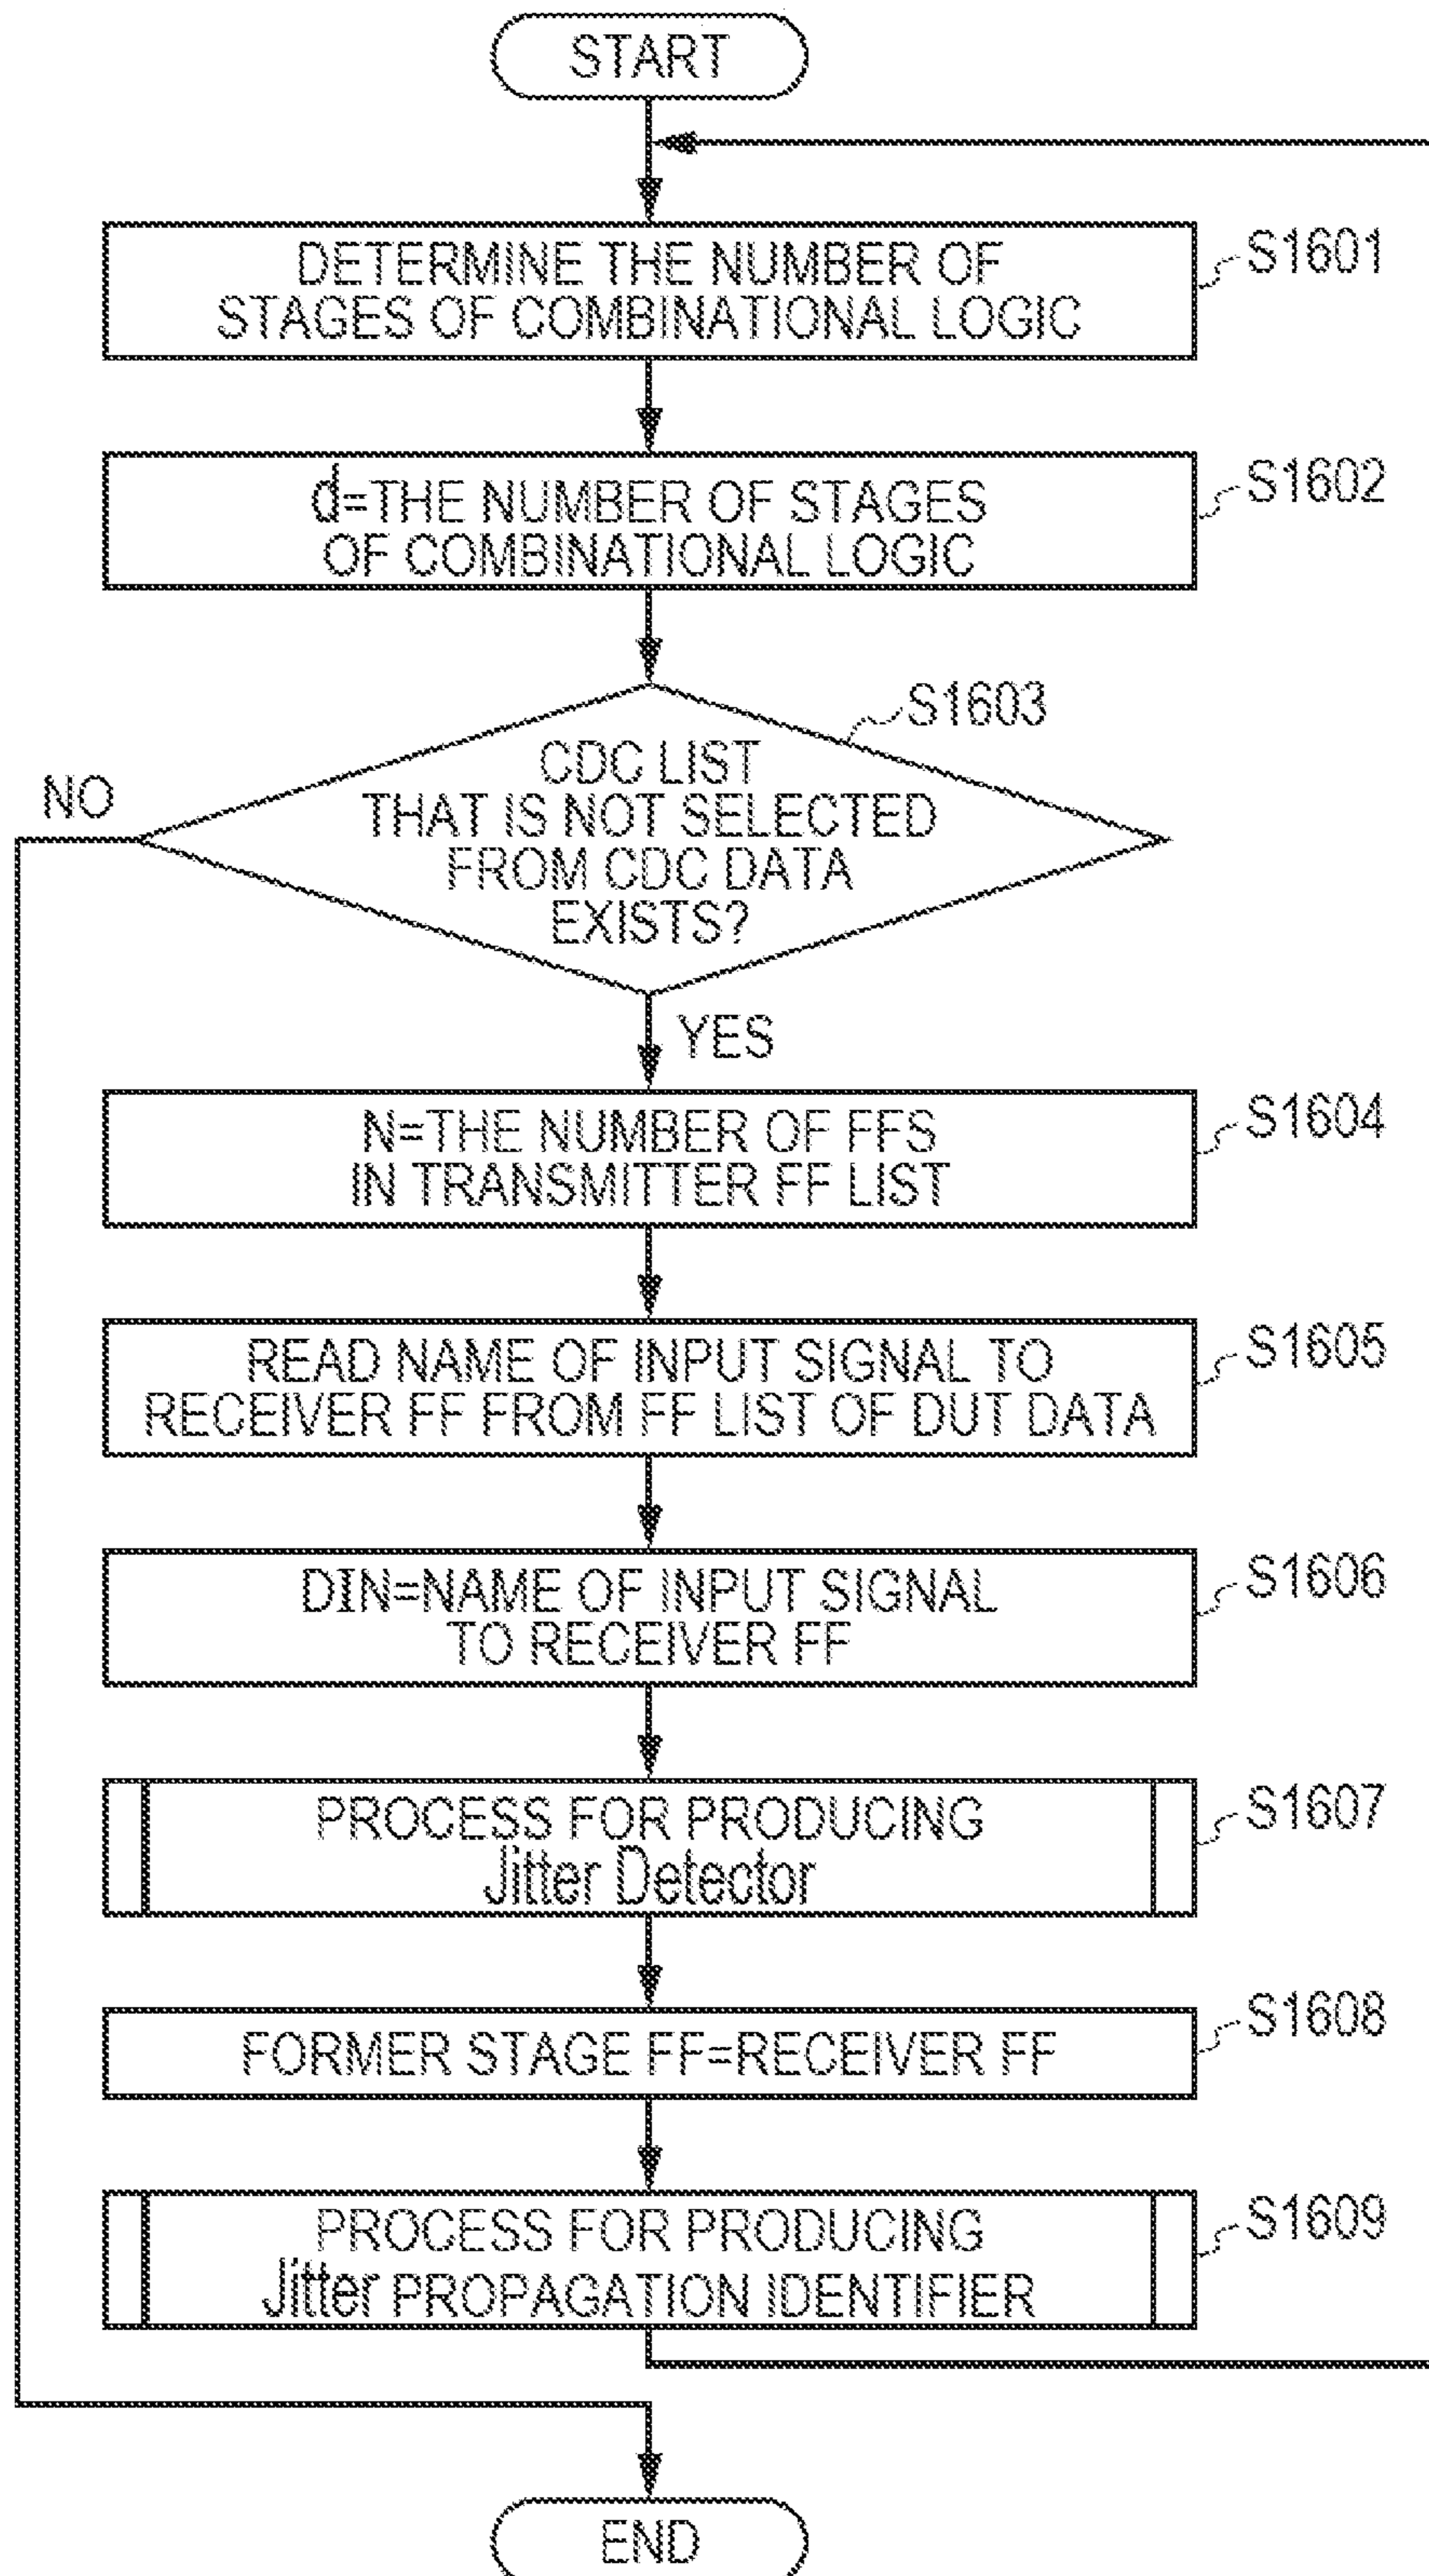 START
DETERMINE THE NUMBER OF
STAGES OF COMBINATIONAL LOGIC
S1601
d=THE NUMBER OF STAGES
OF COMBINATIONAL LOGIC
S1602
S1603
CDC LIST
THAT IS NOT SELECTED
FROM CDC DATA
EXISTS?
NO
YES
N=THE NUMBER OF FFS
IN TRANSMITTER FF LIST
S1604
READ NAME OF INPUT SIGNAL TO
RECEIVER FF FROM FF LIST OF DUT DATA
S1605
DIN=NAME OF INPUT SIGNAL
TO RECEIVER FF
S1606
PROCESS FOR PRODUCING
Jitter Detector
S1607
FORMER STAGE FF=RECEIVER FF
S1608
PROCESS FOR PRODUCING
Jitter PROPAGATION IDENTIFIER
S1609
END